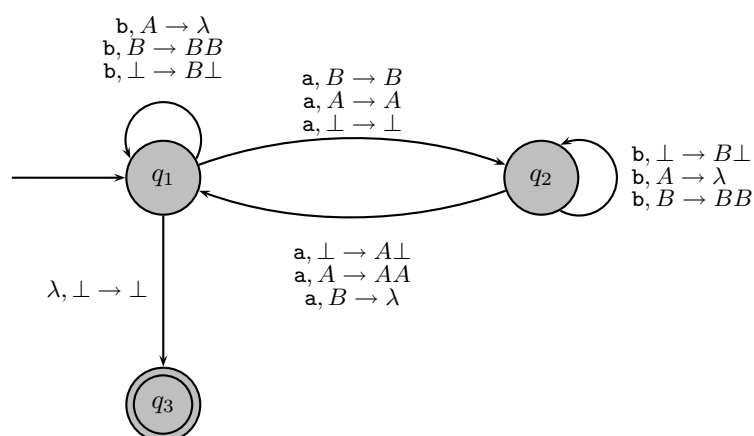 b, A → λ
b, B → BB
b, ⊥ → B⊥
a, B → B
a, A → A
a, ⊥ → ⊥
q₁
q₂
b, ⊥ → B⊥
b, A → λ
b, B → BB
a, ⊥ → A⊥
a, A → AA
a, B → λ
λ, ⊥ → ⊥
q₃